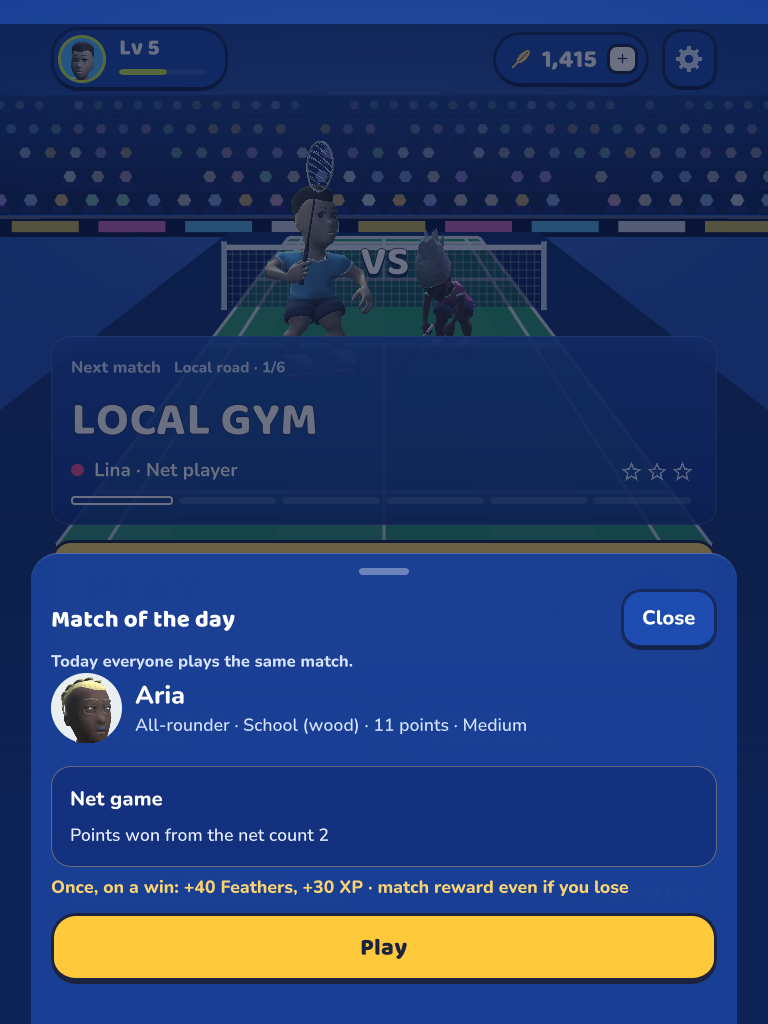 Lv 5
1,415
+
VS
Next match Local road · 1/6
LOCAL GYM
Lina · Net player
Match of the day
Close
Today everyone plays the same match.
Aria
All-rounder · School (wood) · 11 points · Medium
Net game
Points won from the net count 2
Once, on a win: +40 Feathers, +30 XP · match reward even if you lose
Play